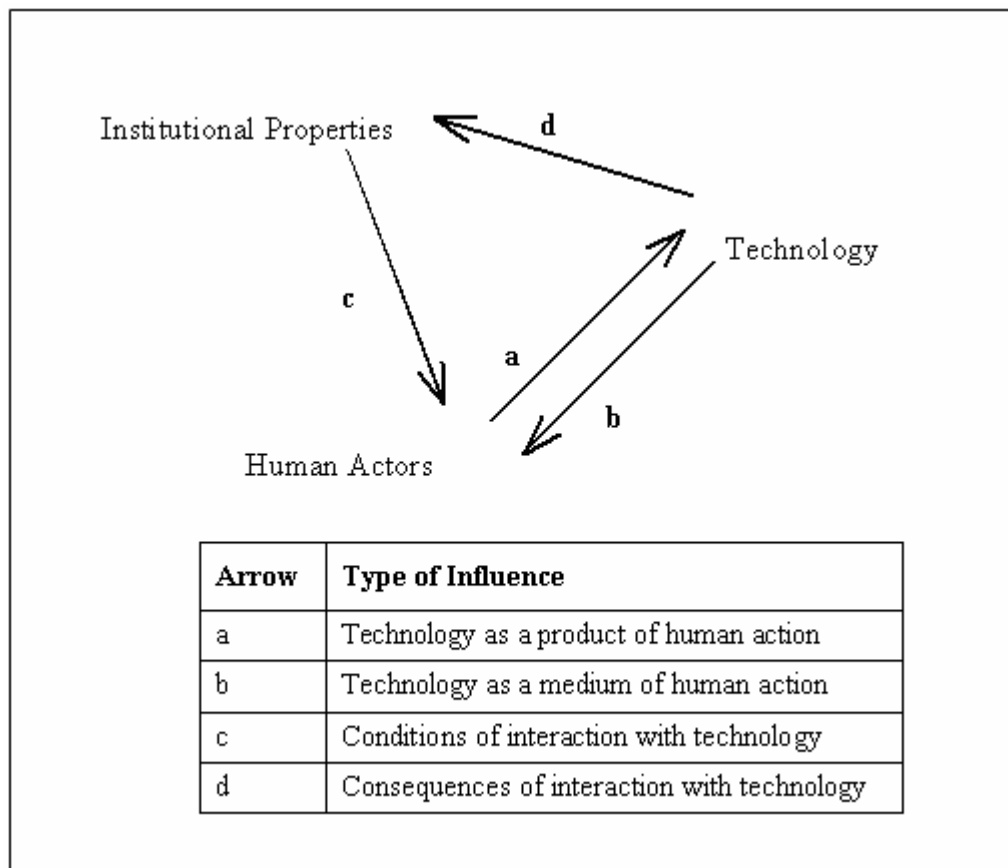 Institutional Properties
d
Technology
c
a
b
Human Actors
Arrow Type of Influence
a Technology as a product of human action
b Technology as a medium of human action
c Conditions of interaction with technology
d Consequences of interaction with technology